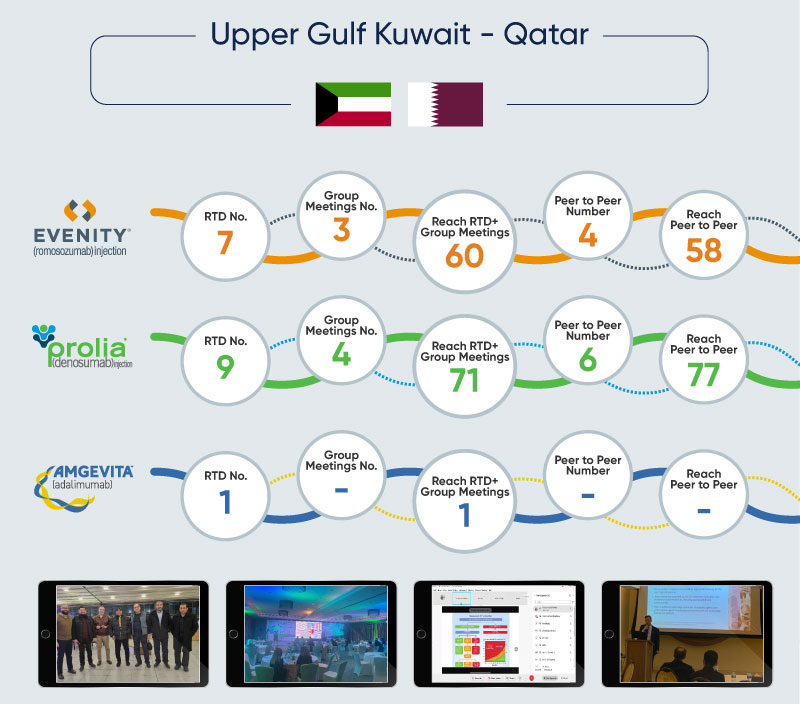 Upper Gulf Kuwait - Qatar
EVENITY®
(romosozumab) injection
RTD No.
7
Group
Meetings No.
3
Reach RTD+
Group Meetings
60
Peer to Peer
Number
4
Reach
Peer to Peer
58
prolia®
(denosumab) injection
RTD No.
9
Group
Meetings No.
4
Reach RTD+
Group Meetings
71
Peer to Peer
Number
6
Reach
Peer to Peer
77
AMGEVITA™
(adalimumab)
RTD No.
1
Group
Meetings No.
-
Reach RTD+
Group Meetings
1
Peer to Peer
Number
-
Reach
Peer to Peer
-